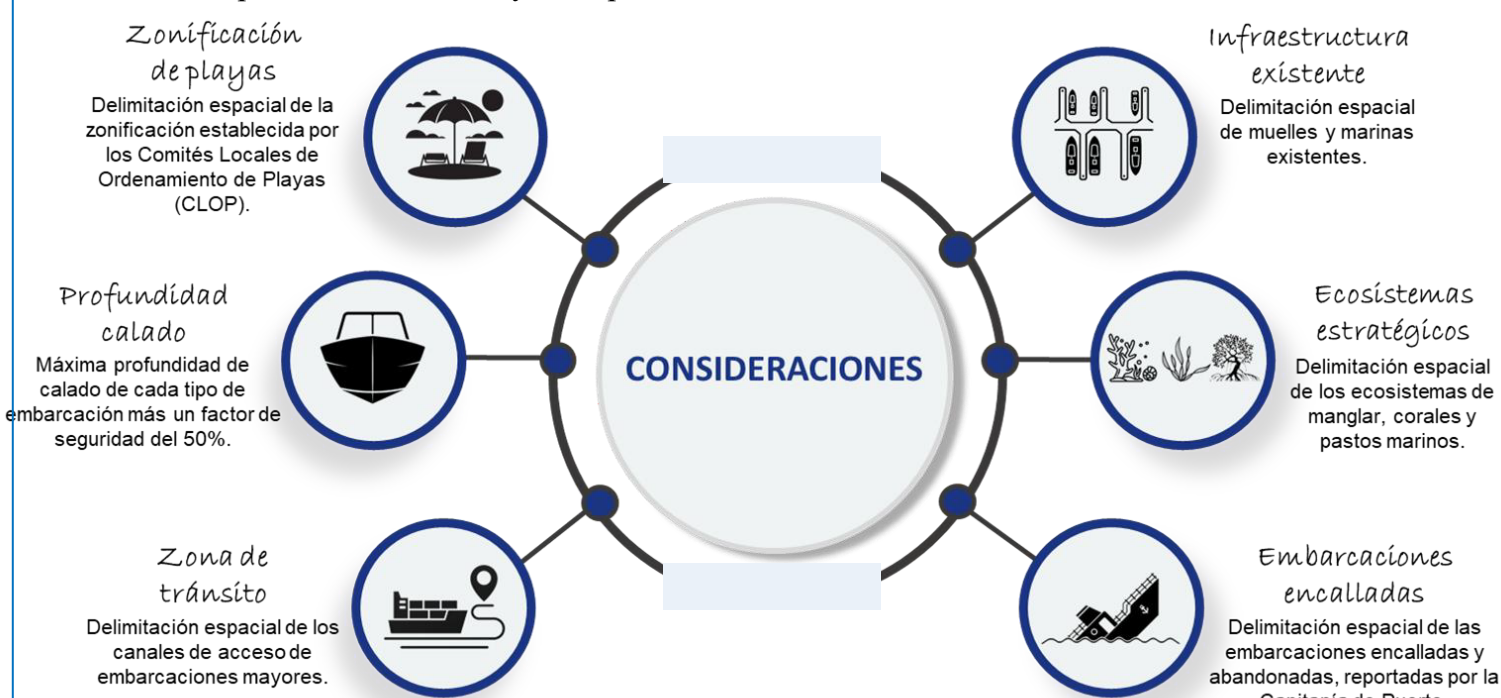 Zonificación
de playas
Delimitación espacial de la
zonificación establecida por
los Comités Locales de
Ordenamiento de Playas
(CLOP).
Profundidad
calado
Máxima profundidad de
calado de cada tipo de
embarcación más un factor de
seguridad del 50%.
Zona de
tránsito
Delimitación espacial de los
canales de acceso de
embarcaciones mayores.
CONSIDERACIONES
Infraestructura
existente
Delimitación espacial
de muelles y marinas
existentes.
Ecosistemas
estratégicos
Delimitación espacial
de los ecosistemas de
manglar, corales y
pastos marinos.
Embarcaciones
encalladas
Delimitación espacial de las
embarcaciones encalladas y
abandonadas, reportadas por la